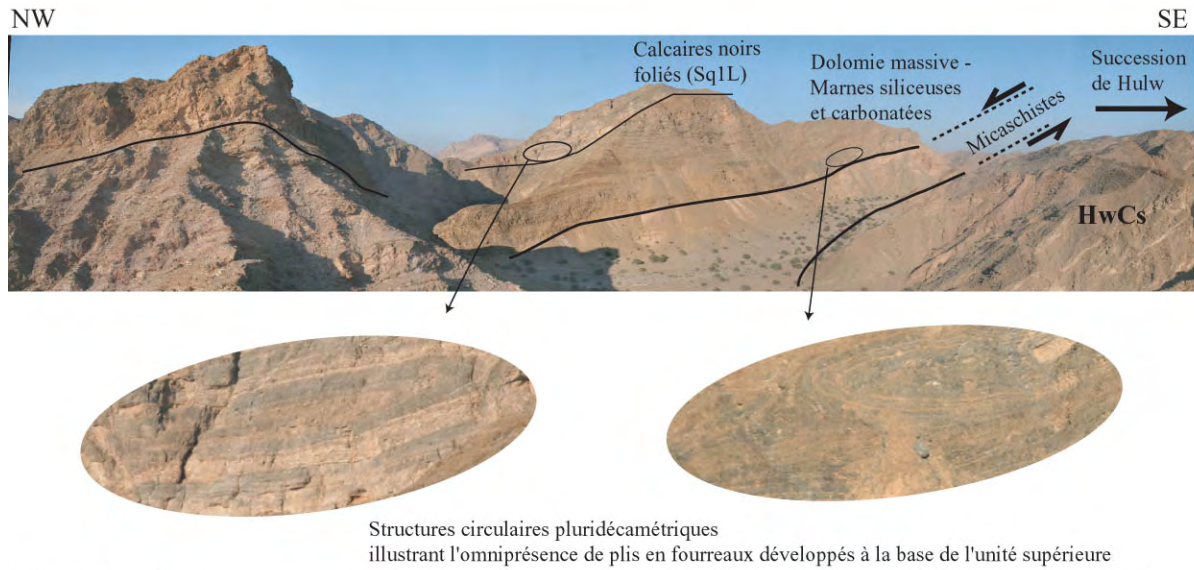 NW
SE
Calcaires noirs
foliés (Sq1L)
Dolomie massive -
Marnes siliceuses
et carbonatées
Micaschistes
Succession
de Hulw
HwCs
Structures circulaires pluridécamétriques
illustrant l'omniprésence de plis en fourreaux développés à la base de l'unité supérieure